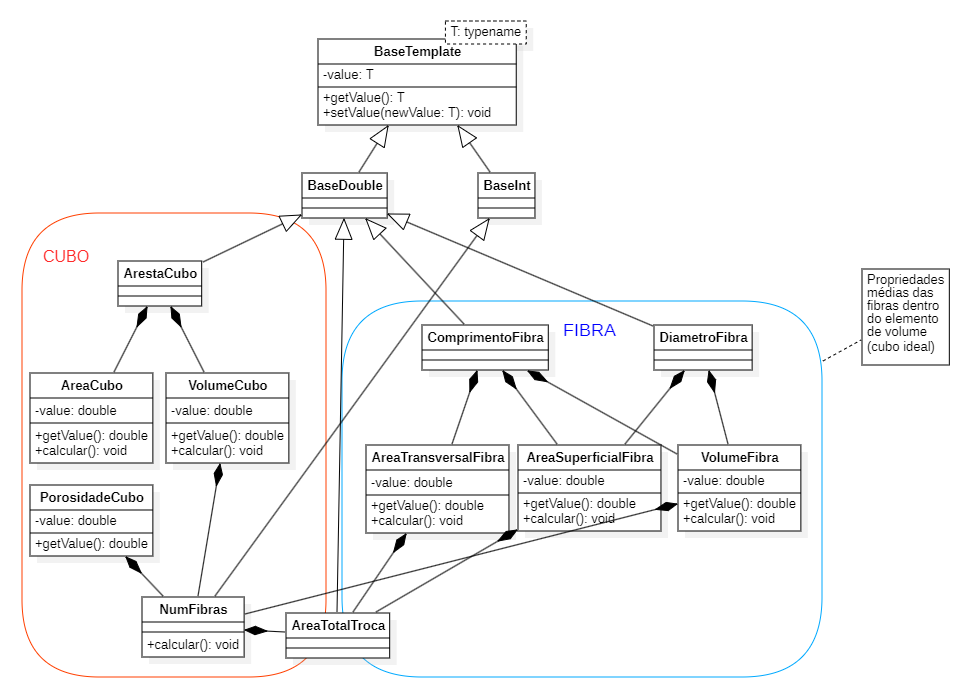 T: typename
BaseTemplate
-value: T
+getValue(): T
+setValue(newValue: T): void
BaseDouble
BaseInt
CUBO
ArestaCubo
AreaCubo
-value: double
+getValue(): double
+calcular(): void
VolumeCubo
-value: double
+getValue(): double
+calcular(): void
PorosidadeCubo
-value: double
+getValue(): double
NumFibras
+calcular(): void
AreaTotalTroca
FIBRA
ComprimentoFibra
DiametroFibra
AreaTransversalFibra
-value: double
+getValue(): double
+calcular(): void
AreaSuperficialFibra
-value: double
+getValue(): double
+calcular(): void
VolumeFibra
-value: double
+getValue(): double
+calcular(): void
Propriedades
médias das
fibras dentro
do elemento
de volume
(cubo ideal)